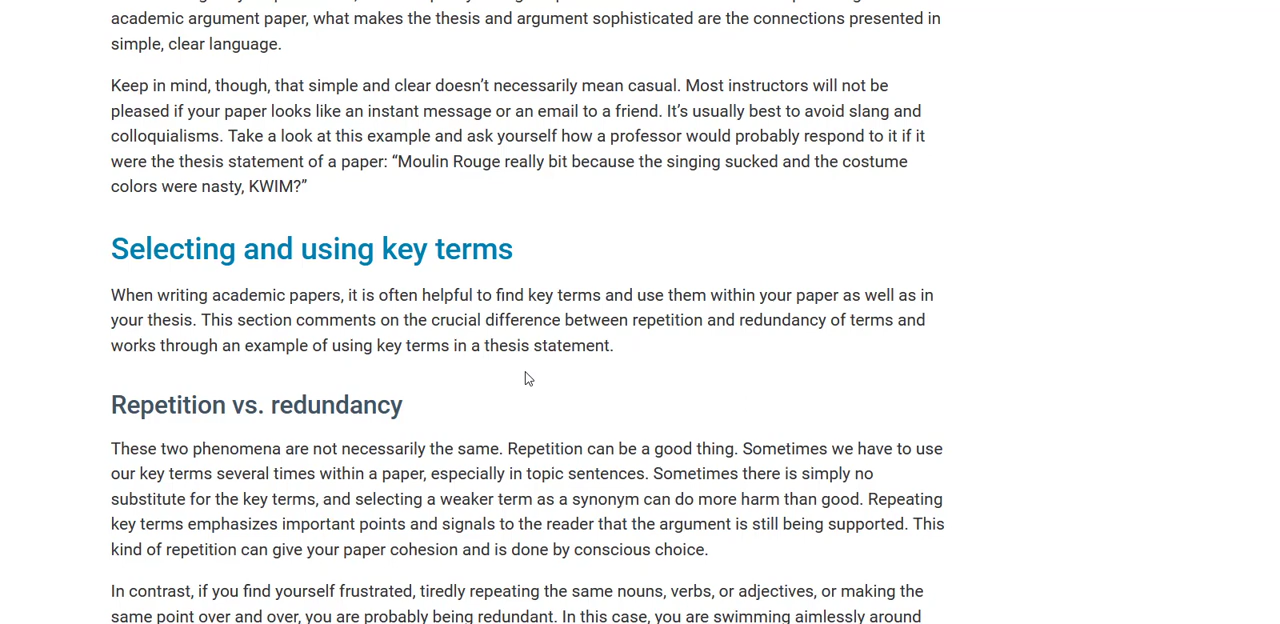 academic argument paper, what makes the thesis and argument sophisticated are the connections presented in
simple, clear language.
Keep in mind, though, that simple and clear doesn’t necessarily mean casual. Most instructors will not be
pleased if your paper looks like an instant message or an email to a friend. It’s usually best to avoid slang and
colloquialisms. Take a look at this example and ask yourself how a professor would probably respond to it if it
were the thesis statement of a paper: “Moulin Rouge really bit because the singing sucked and the costume
colors were nasty, KWIM?”
Selecting and using key terms
When writing academic papers, it is often helpful to find key terms and use them within your paper as well as in
your thesis. This section comments on the crucial difference between repetition and redundancy of terms and
works through an example of using key terms in a thesis statement.
Repetition vs. redundancy
These two phenomena are not necessarily the same. Repetition can be a good thing. Sometimes we have to use
our key terms several times within a paper, especially in topic sentences. Sometimes there is simply no
substitute for the key terms, and selecting a weaker term as a synonym can do more harm than good. Repeating
key terms emphasizes important points and signals to the reader that the argument is still being supported. This
kind of repetition can give your paper cohesion and is done by conscious choice.
In contrast, if you find yourself frustrated, tiredly repeating the same nouns, verbs, or adjectives, or making the
same point over and over, you are probably being redundant. In this case, you are swimming aimlessly around